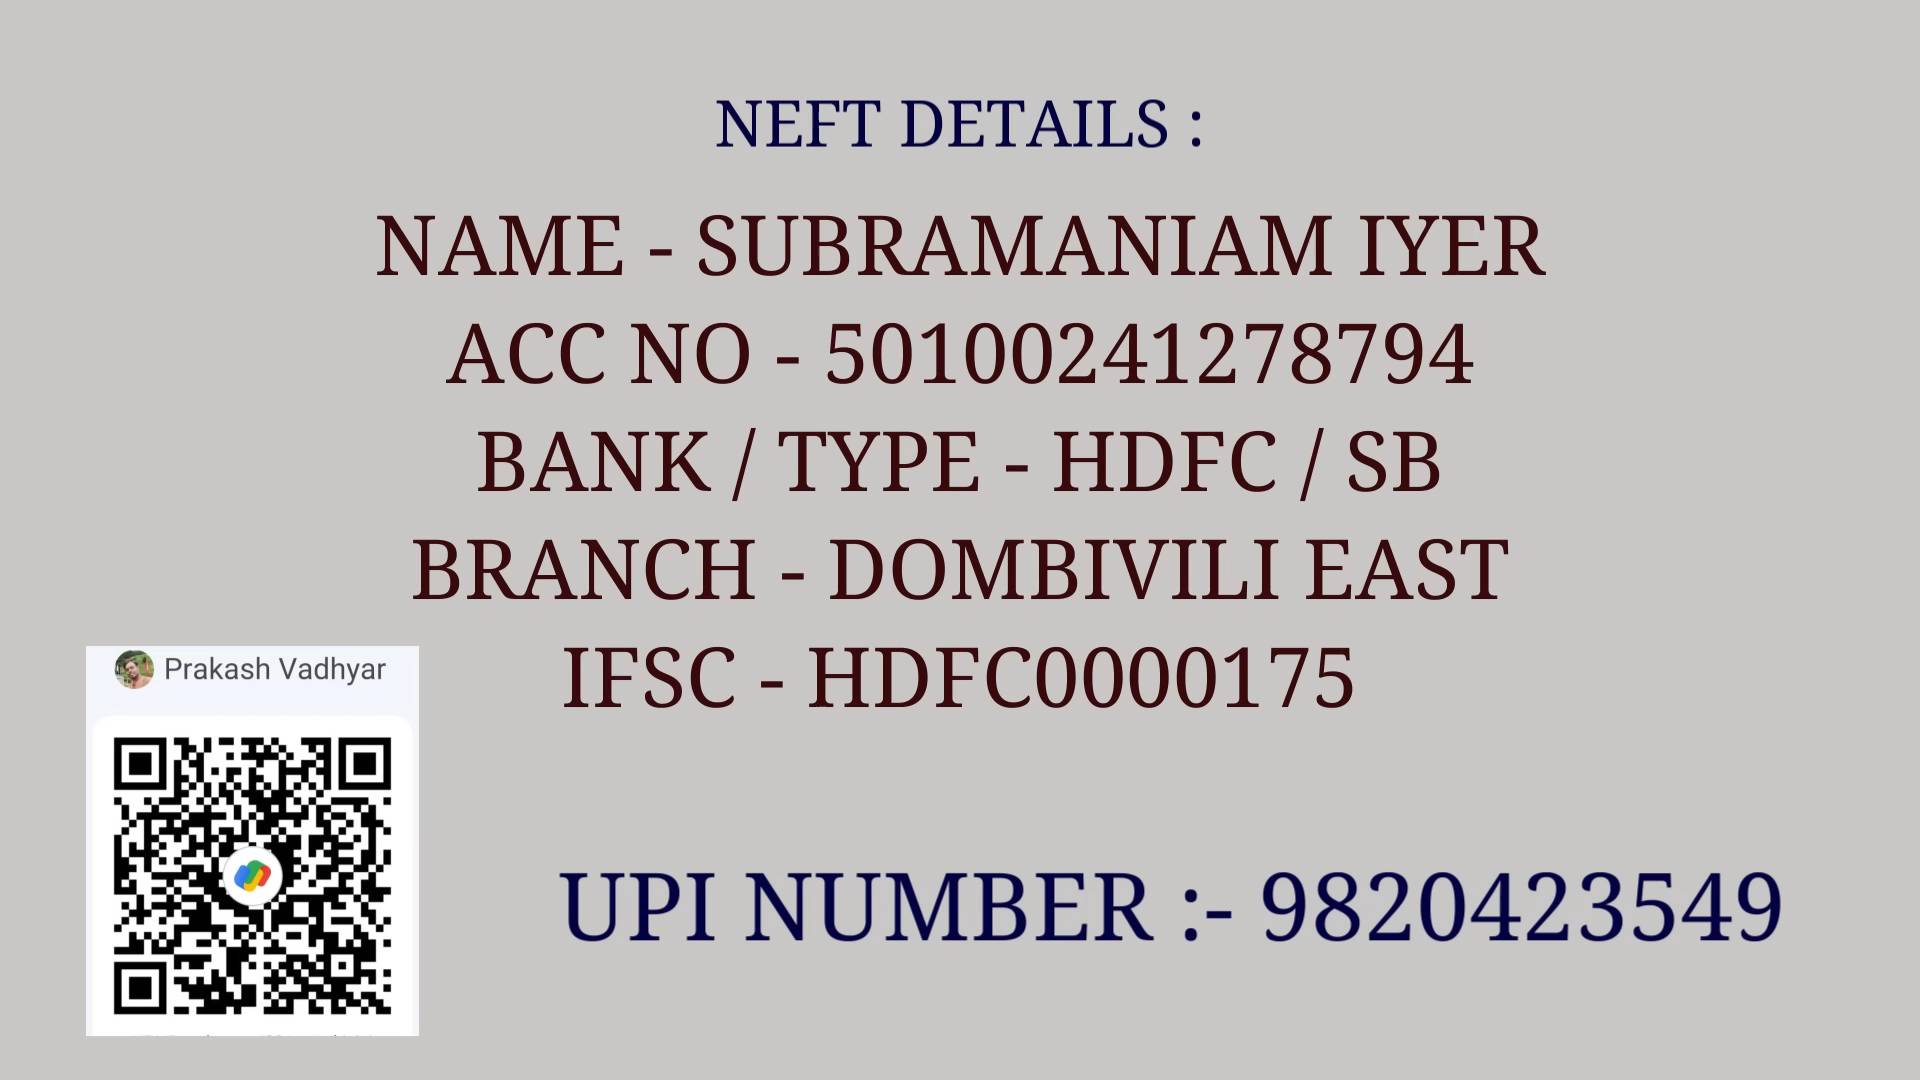 NEFT DETAILS :
NAME - SUBRAMANIAM IYER
ACC NO - 50100241278794
BANK / TYPE - HDFC / SB
BRANCH - DOMBIVILI EAST
IFSC - HDFC0000175
Prakash Vadhyar
UPI NUMBER :- 9820423549